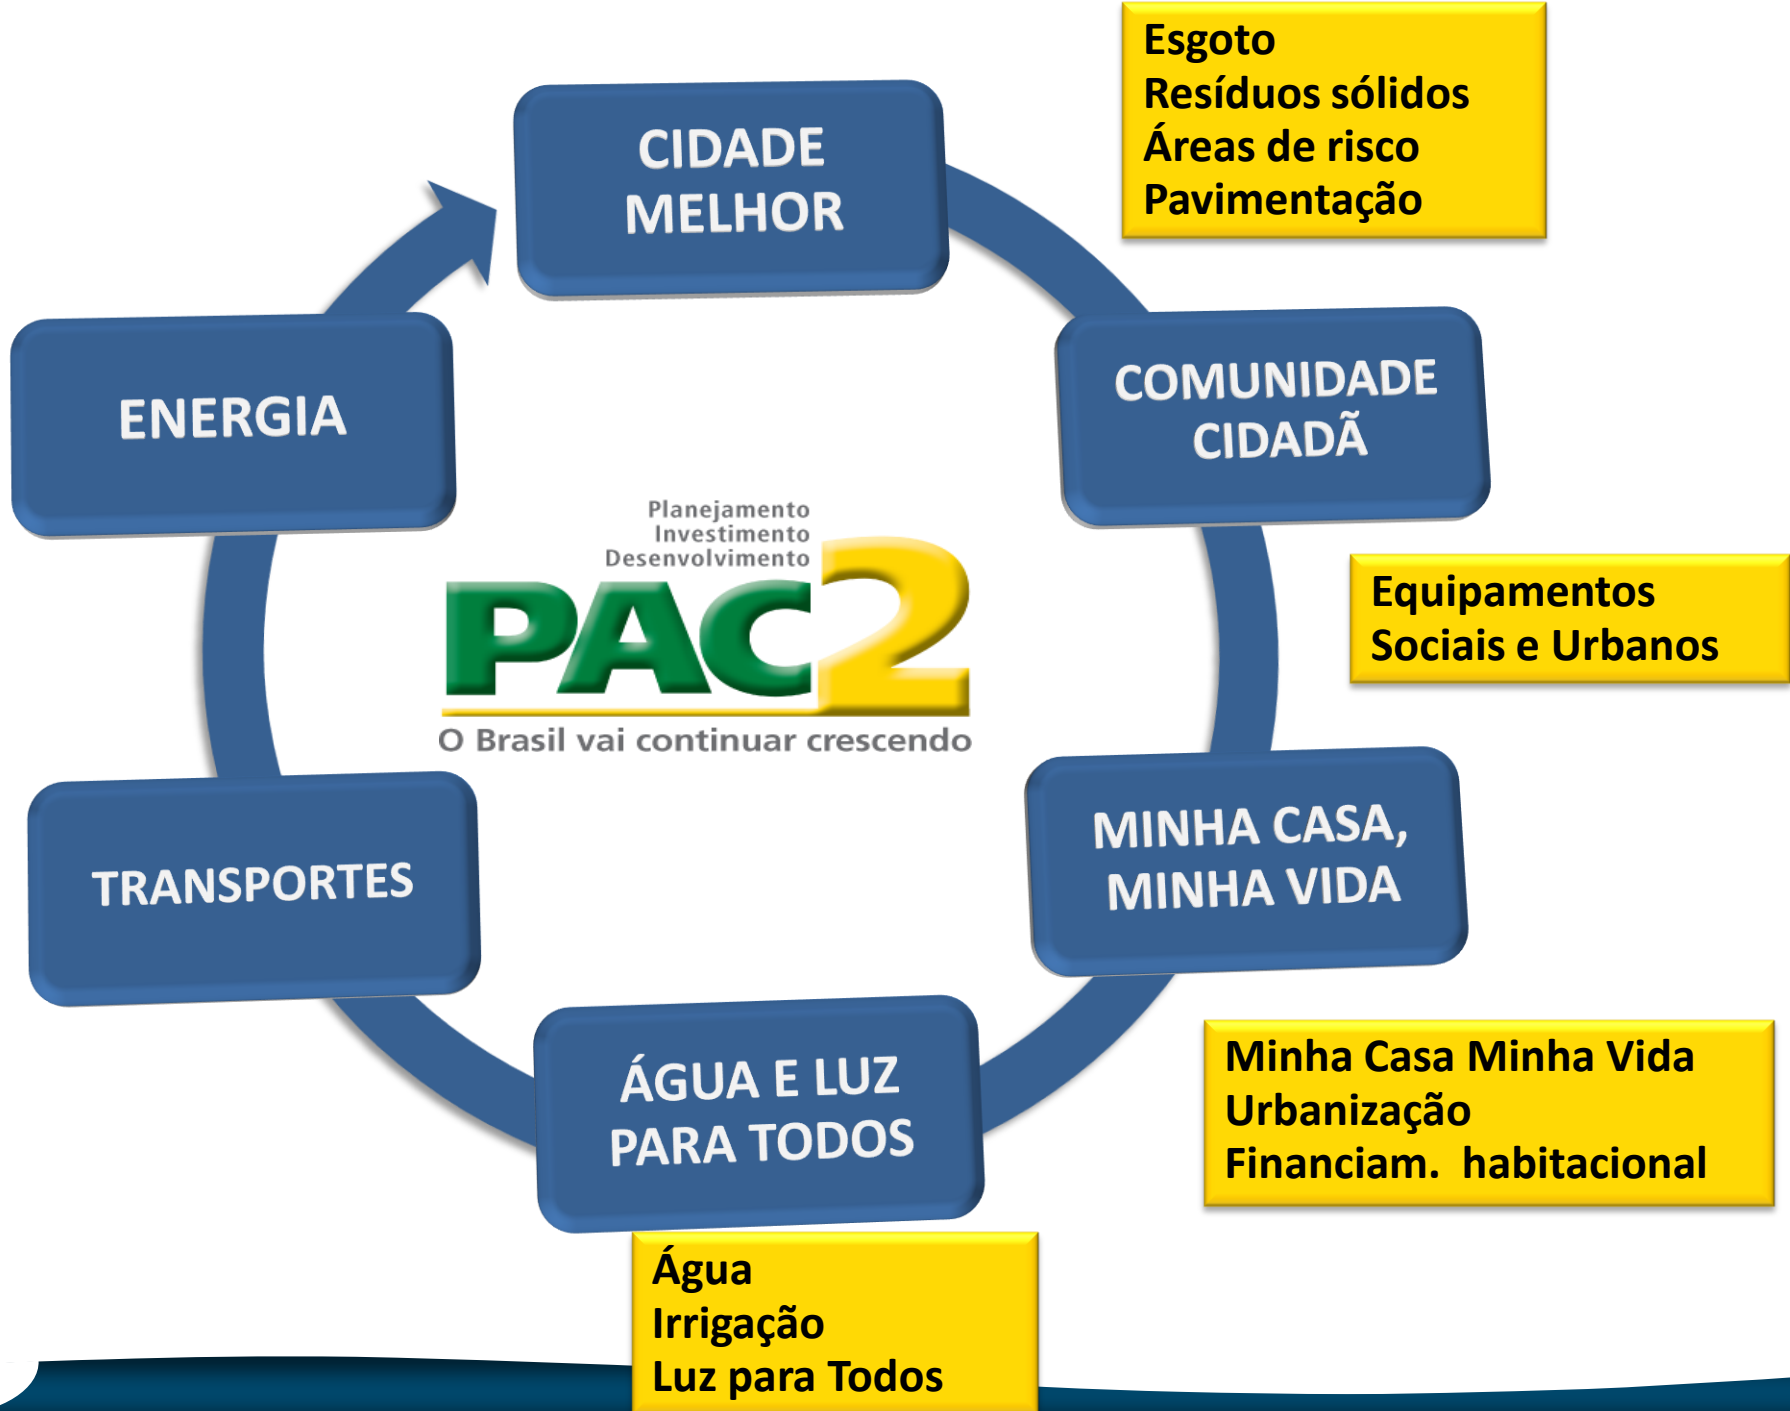 CIDADE
MELHOR
Esgoto
Resíduos sólidos
Áreas de risco
Pavimentação
COMUNIDADE
CIDADÃ
Equipamentos
Sociais e Urbanos
MINHA CASA,
MINHA VIDA
Minha Casa Minha Vida
Urbanização
Financiam. habitacional
ÁGUA E LUZ
PARA TODOS
Água
Irrigação
Luz para Todos
TRANSPORTES
ENERGIA
Planejamento
Investimento
Desenvolvimento
PAC2
O Brasil vai continuar crescendo